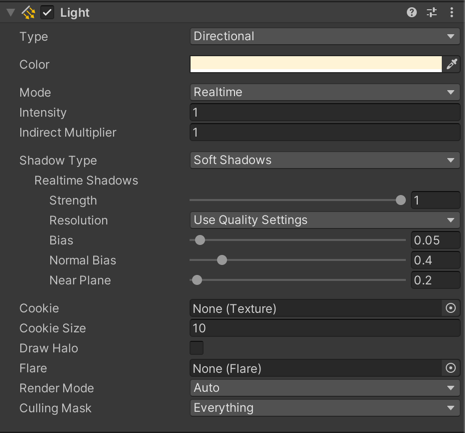 Light
Type Directional
Color
Mode Realtime
Intensity 1
Indirect Multiplier 1
Shadow Type Soft Shadows
Realtime Shadows
Strength 1
Resolution Use Quality Settings
Bias 0.05
Normal Bias 0.4
Near Plane 0.2
Cookie None (Texture)
Cookie Size 10
Draw Halo
Flare None (Flare)
Render Mode Auto
Culling Mask Everything